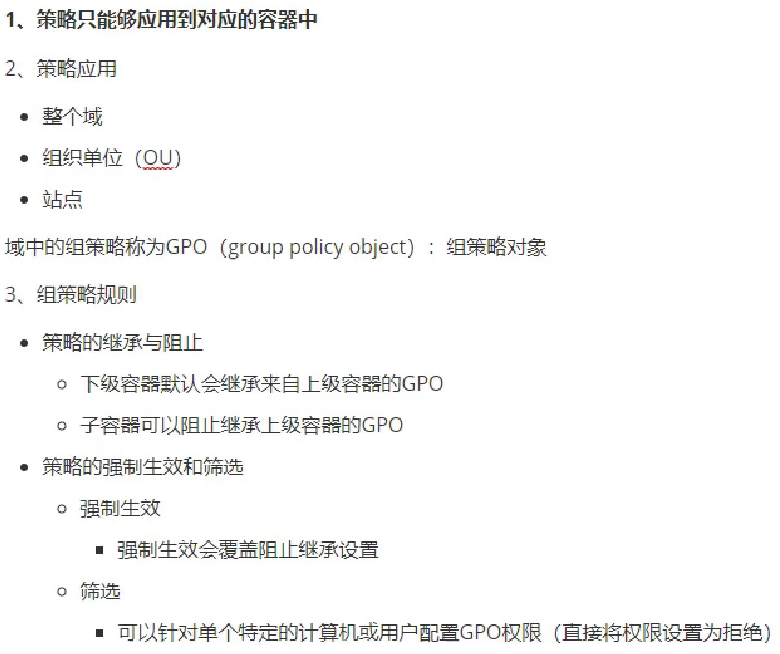 1、策略只能够应用到对应的容器中
2、策略应用
整个域
组织单位（OU）
站点
域中的组策略称为GPO（group policy object）：组策略对象
3、组策略规则
策略的继承与阻止
下级容器默认会继承来自上级容器的GPO
子容器可以阻止继承上级容器的GPO
策略的强制生效和筛选
强制生效
强制生效会覆盖阻止继承设置
筛选
可以针对单个特定的计算机或用户配置GPO权限（直接将权限设置为拒绝）